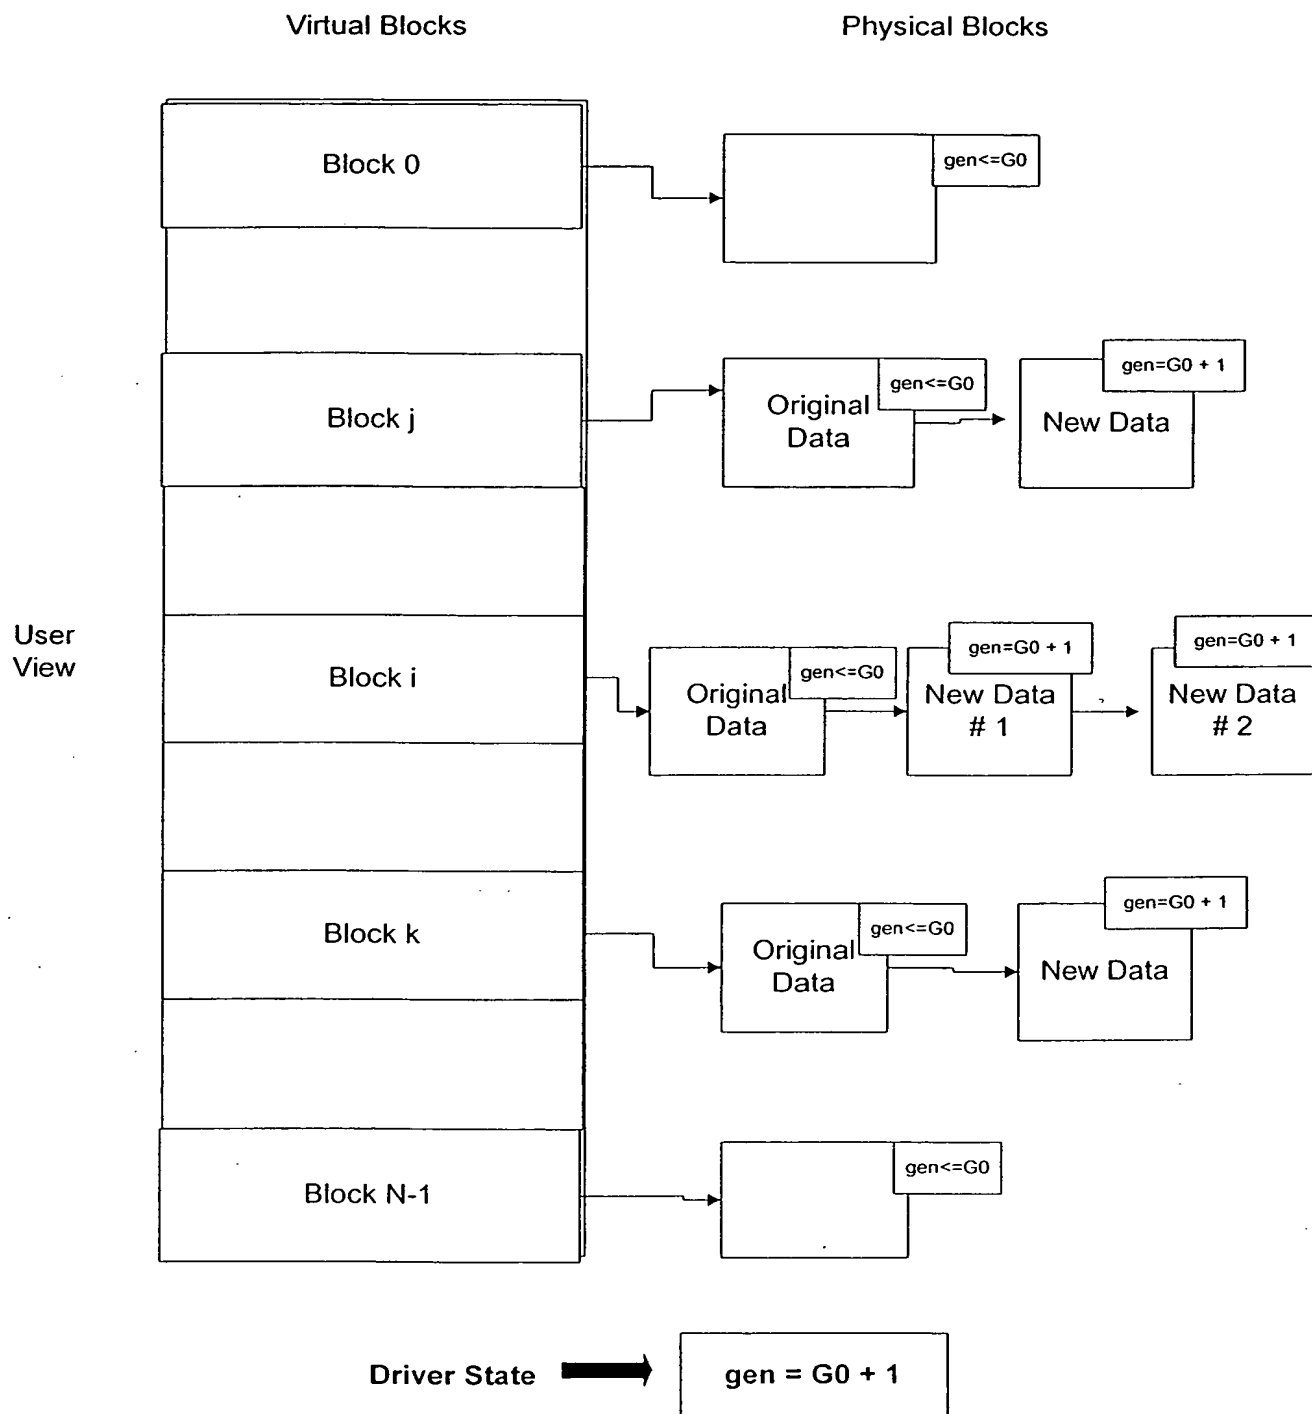 Virtual Blocks
Physical Blocks
Block 0
gen<=G0
Block j
Original
Data
gen<=G0
New Data
gen=G0 + 1
User
View
Block i
Original
Data
gen<=G0
New Data
# 1
gen=G0 + 1
New Data
# 2
gen=G0 + 1
Block k
Original
Data
gen<=G0
New Data
gen=G0 + 1
Block N-1
gen<=G0
Driver State
gen = G0 + 1